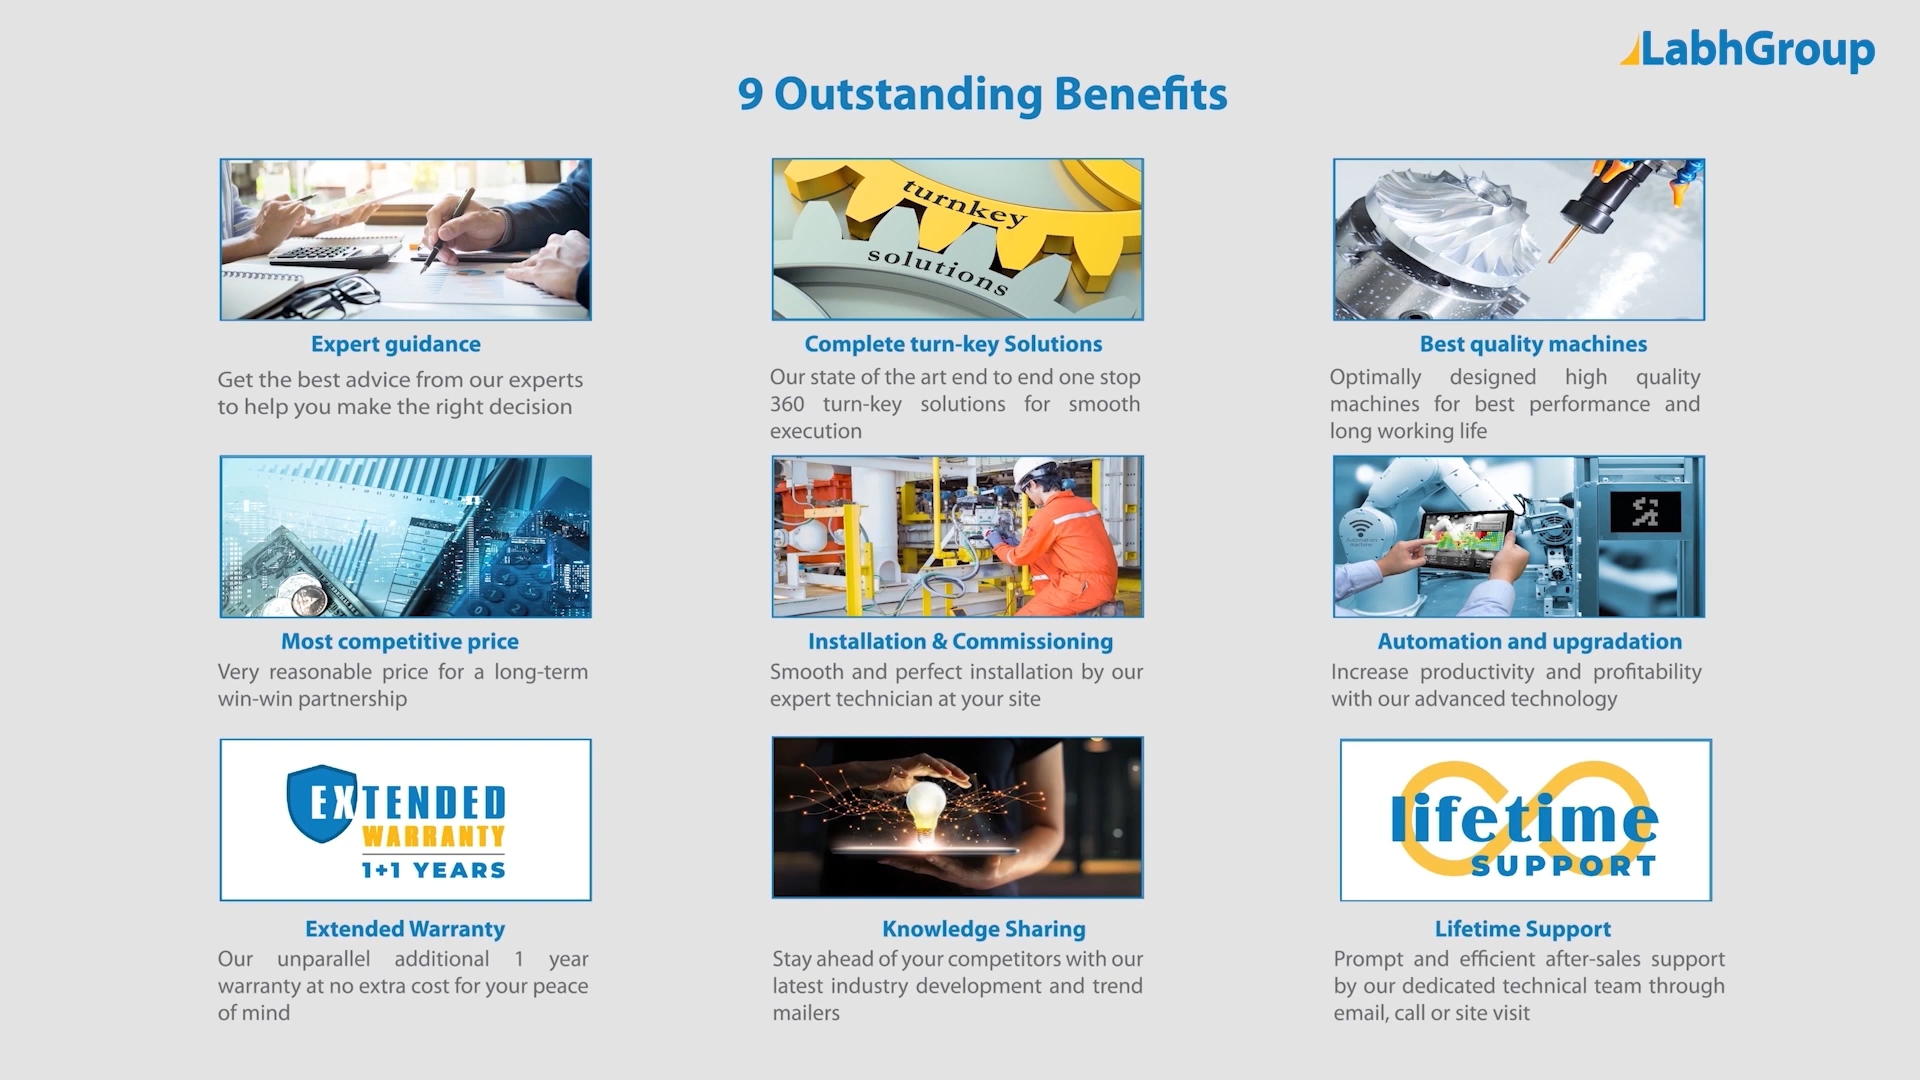 LabhGroup
9 Outstanding Benefits
turnkey
solutions
Expert guidance
Get the best advice from our experts
to help you make the right decision
Complete turn-key Solutions
Our state of the art end to end one stop
360 turn-key solutions for smooth
execution
Best quality machines
Optimally designed high quality
machines for best performance and
long working life
Automation
machine
Most competitive price
Very reasonable price for a long-term
win-win partnership
Installation & Commissioning
Smooth and perfect installation by our
expert technician at your site
Automation and upgradation
Increase productivity and profitability
with our advanced technology
EXTENDED
WARRANTY
1+1 YEARS
lifetime
SUPPORT
Extended Warranty
Our unparallel additional 1 year
warranty at no extra cost for your peace
of mind
Knowledge Sharing
Stay ahead of your competitors with our
latest industry development and trend
mailers
Lifetime Support
Prompt and efficient after-sales support
by our dedicated technical team through
email, call or site visit